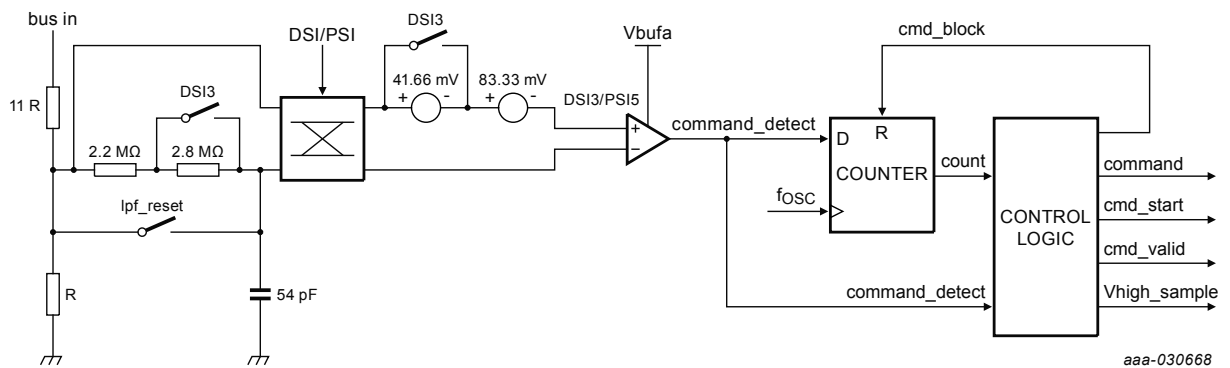 bus in
DSI/PSI
DSI3
Vbufa
cmd_block
41.66 mV
83.33 mV
+ - + -
11 R
DSI3
DSI3/PSI5
2.2 MΩ
2.8 MΩ
+
−
command_detect
D
R
COUNTER
count
fOSC
CONTROL
LOGIC
command
cmd_start
cmd_valid
Vhigh_sample
lpf_reset
R
54 pF
command_detect
aaa-030668